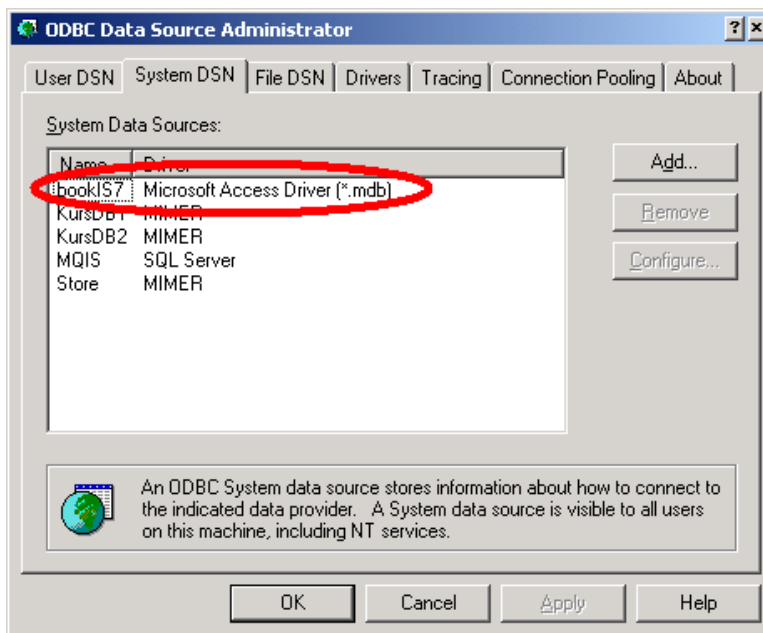 ODBC Data Source Administrator ? ×
User DSN System DSN File DSN Drivers Tracing Connection Pooling About
System Data Sources:
Name Driver
bookIS7 Microsoft Access Driver (*.mdb)
KursDB1 MIMER
KursDB2 MIMER
MQIS SQL Server
Store MIMER
Add...
Remove
Configure...
An ODBC System data source stores information about how to connect to
the indicated data provider. A System data source is visible to all users
on this machine, including NT services.
OK Cancel Apply Help